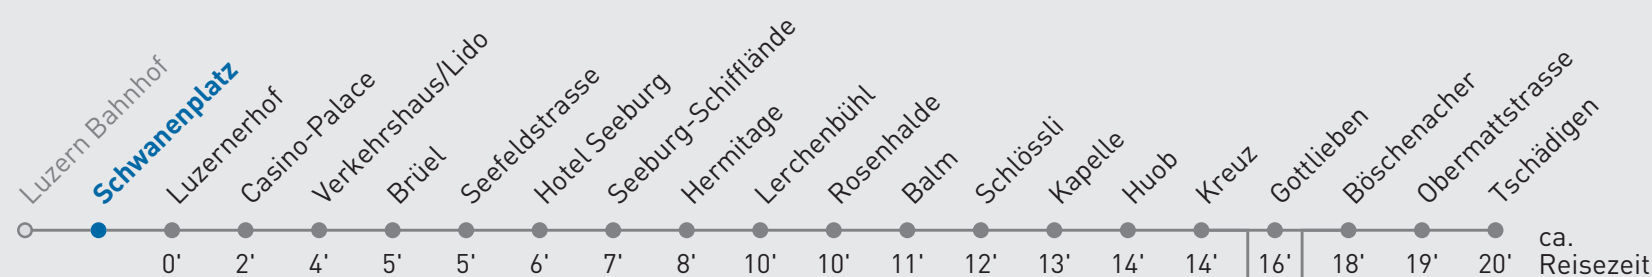 Luzern Bahnhof
Schwanenplatz
Luzernerhof
Casino-Palace
Verkehrshaus/Lido
Brüel
Seefeldstrasse
Hotel Seeburg
Seeburg-Schifflände
Hermitage
Lerchenbühl
Rosenhalde
Balm
Schlössli
Kapelle
Huob
Kreuz
Gottlieben
Böschenacher
Obermattstrasse
Tschädigen
0' 2' 4' 5' 5' 6' 7' 8' 10' 10' 11' 12' 13' 14' 14' 16' 18' 19' 20'
ca.
Reisezeit